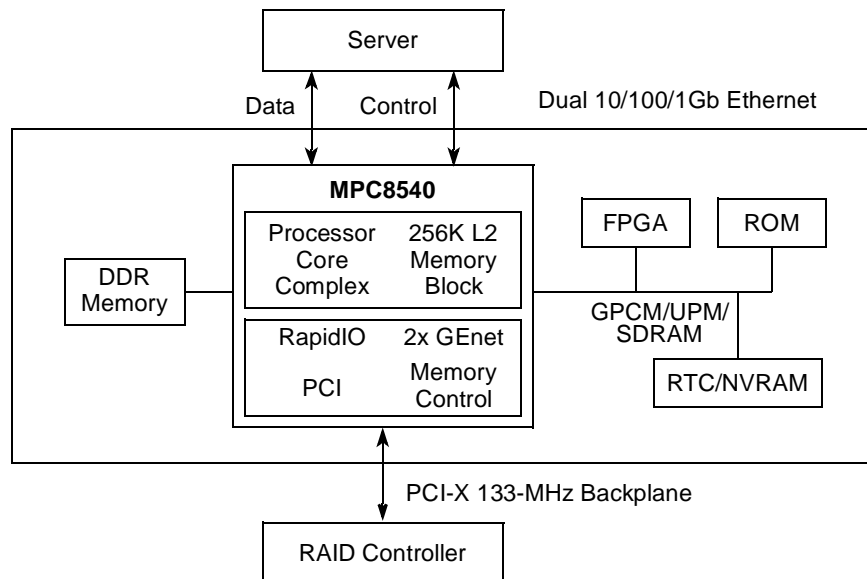 Server
Data
Control
Dual 10/100/1Gb Ethernet
MPC8540
Processor
Core
Complex
256K L2
Memory
Block
RapidIO
2x GEnet
PCI
Memory
Control
DDR
Memory
FPGA
ROM
GPCM/UPM/
SDRAM
RTC/NVRAM
PCI-X 133-MHz Backplane
RAID Controller